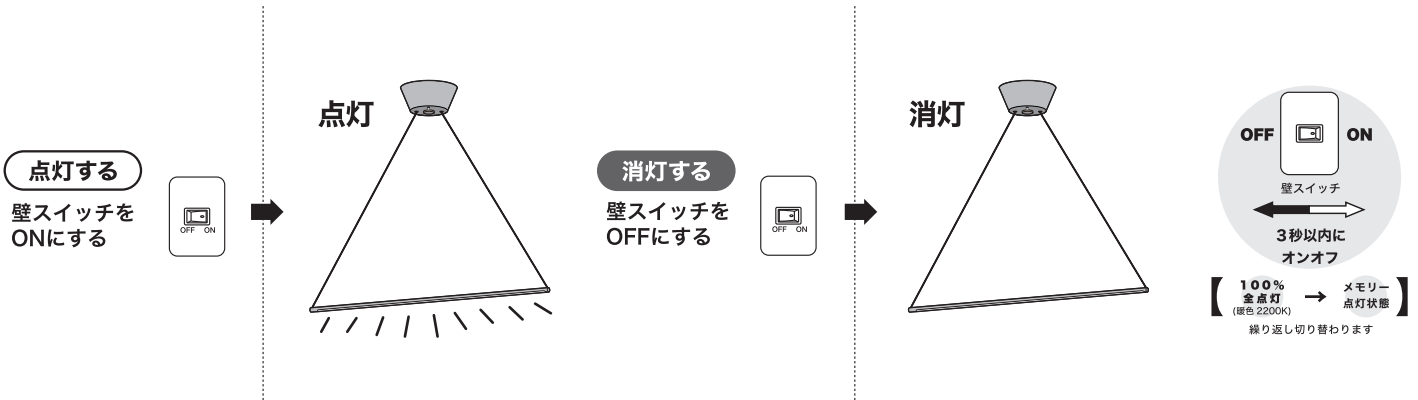 点灯する
壁スイッチを
ONにする
OFF ON
点灯
消灯する
壁スイッチを
OFFにする
OFF ON
消灯
OFF ON
壁スイッチ
3秒以内に
オンオフ
【100%
全点灯
(暖色 2200K)
→
メモリー
点灯状態】
繰り返し切り替わります